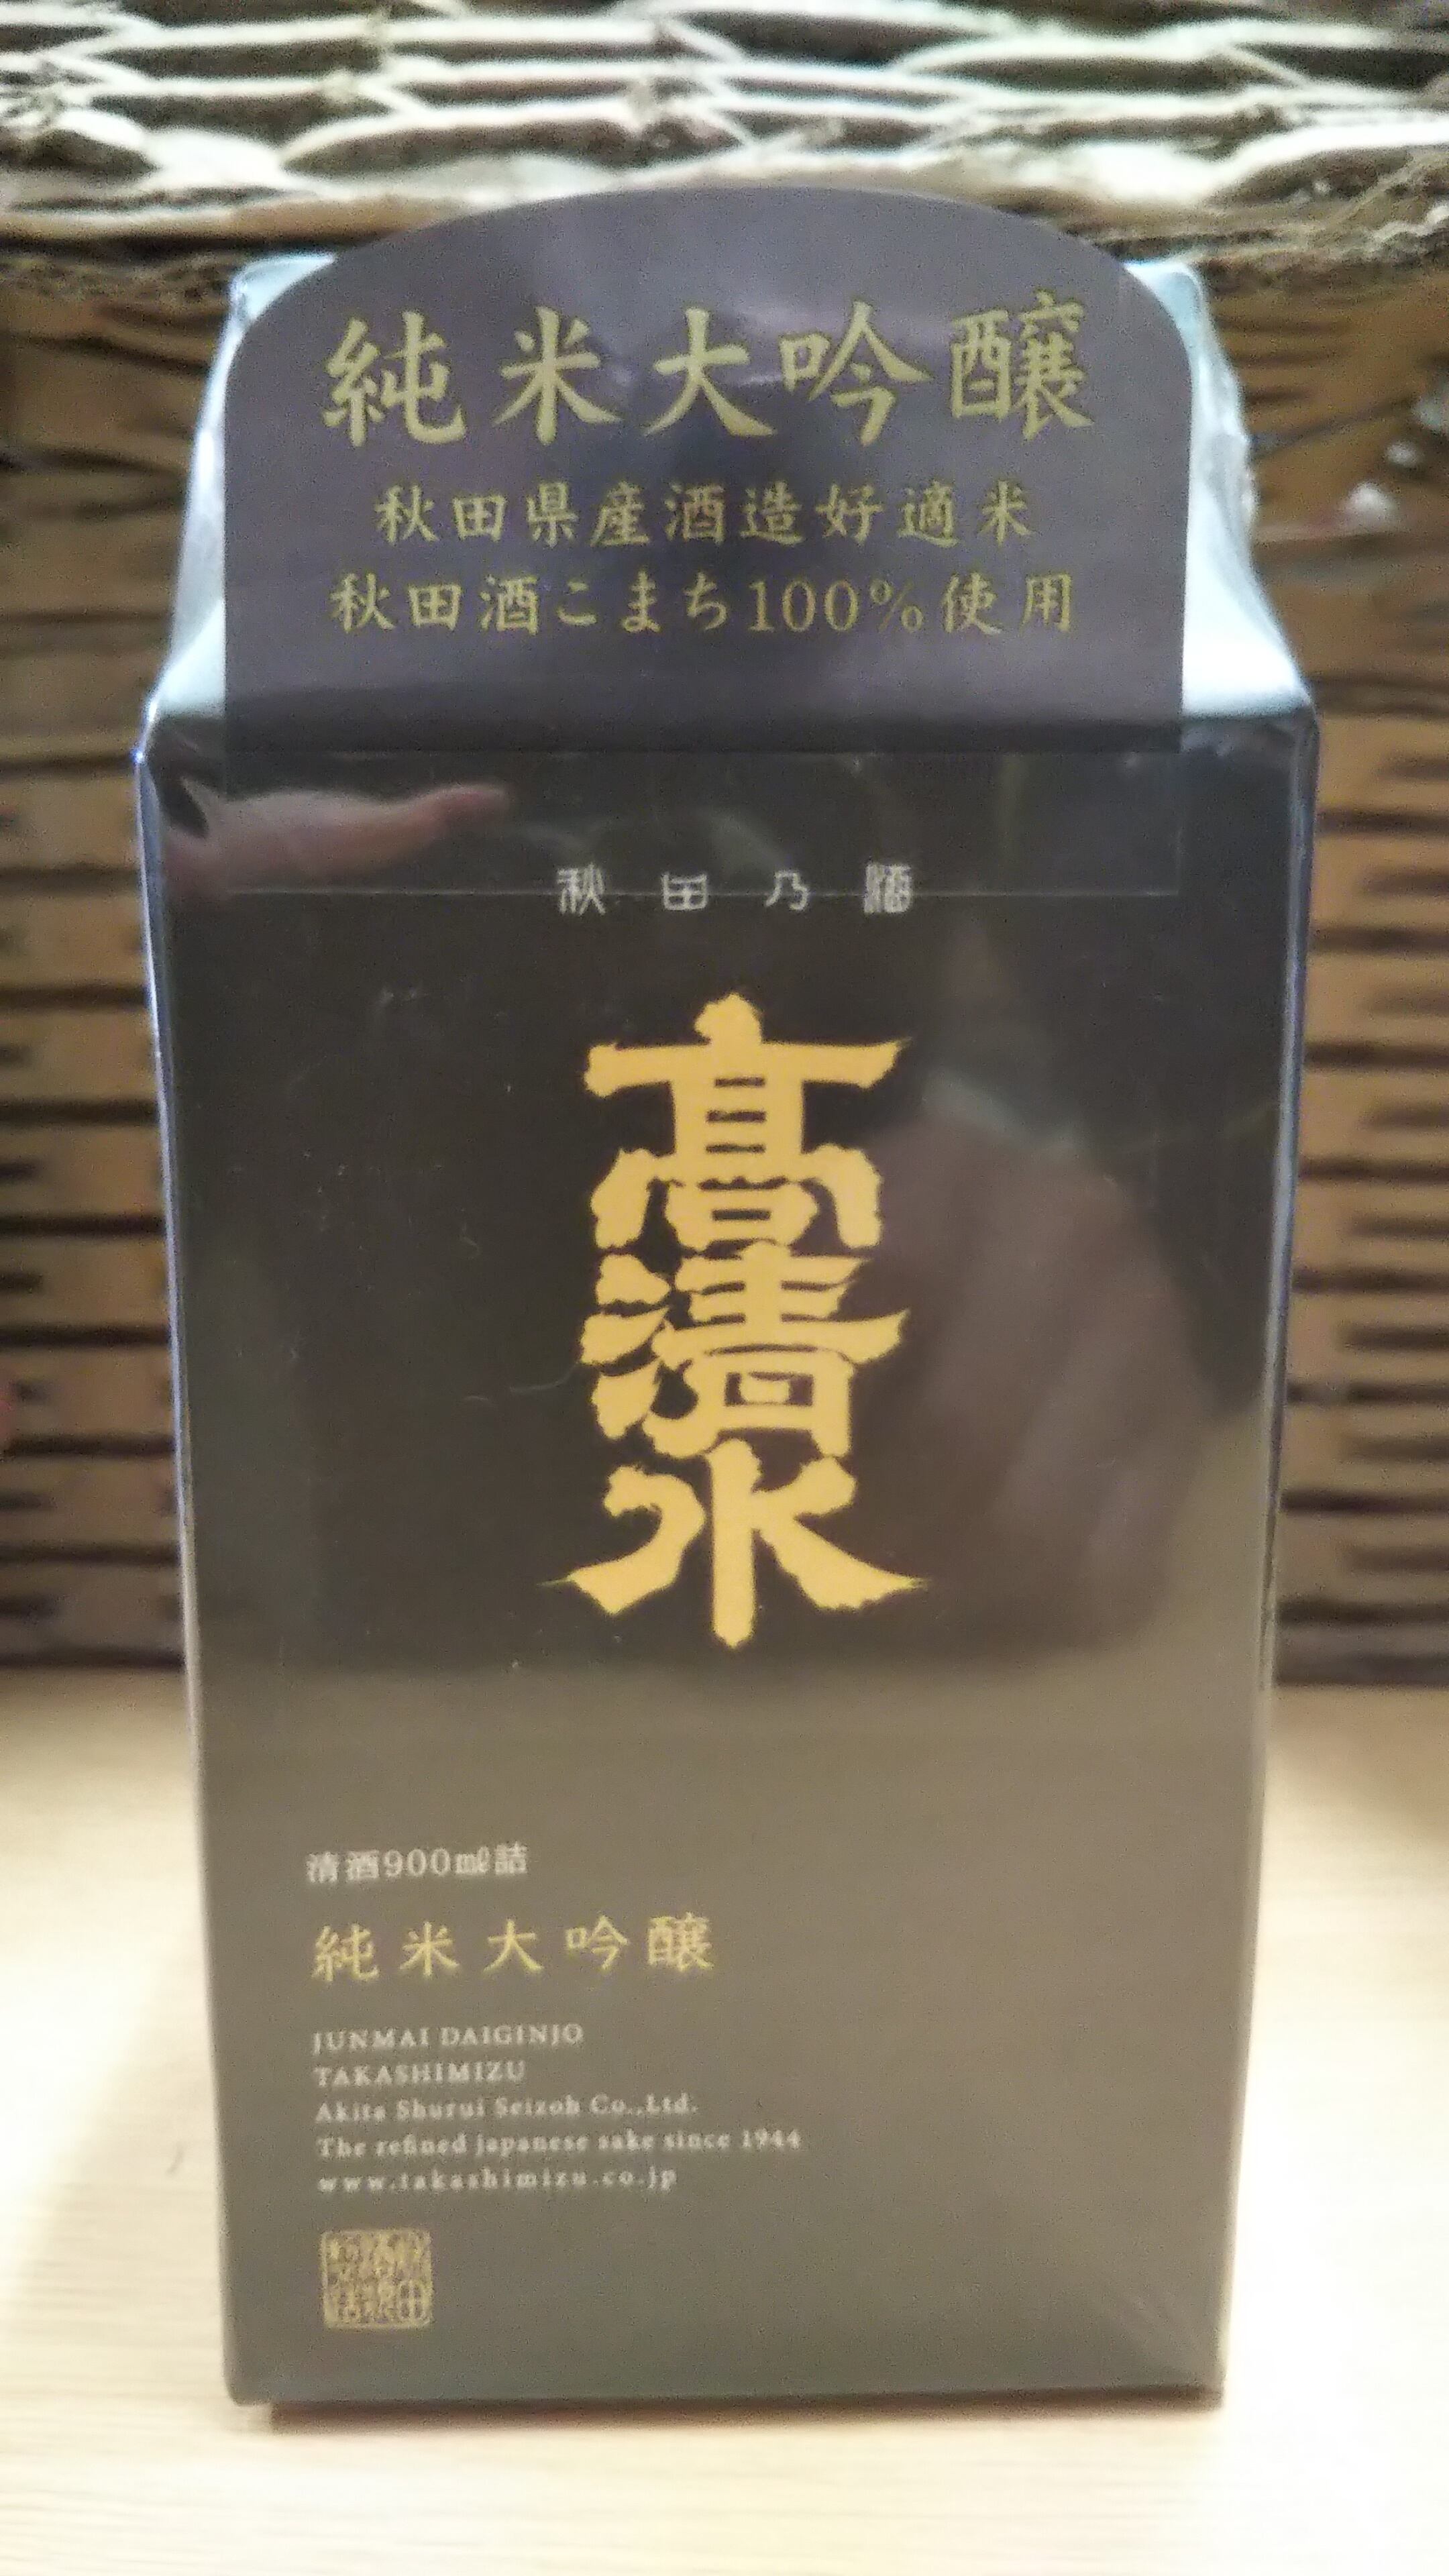 純米大吟醸
秋田県産酒造好適米
秋田酒こまち100%使用
秋田乃酒
髙清水
清酒900㎖詰
純米大吟醸
JUNMAI DAIGINJO
TAKASHIMIZU
Akita Shurui Seizoh Co.,Ltd.
The refined japanese sake since 1944
www.takashimizu.co.jp